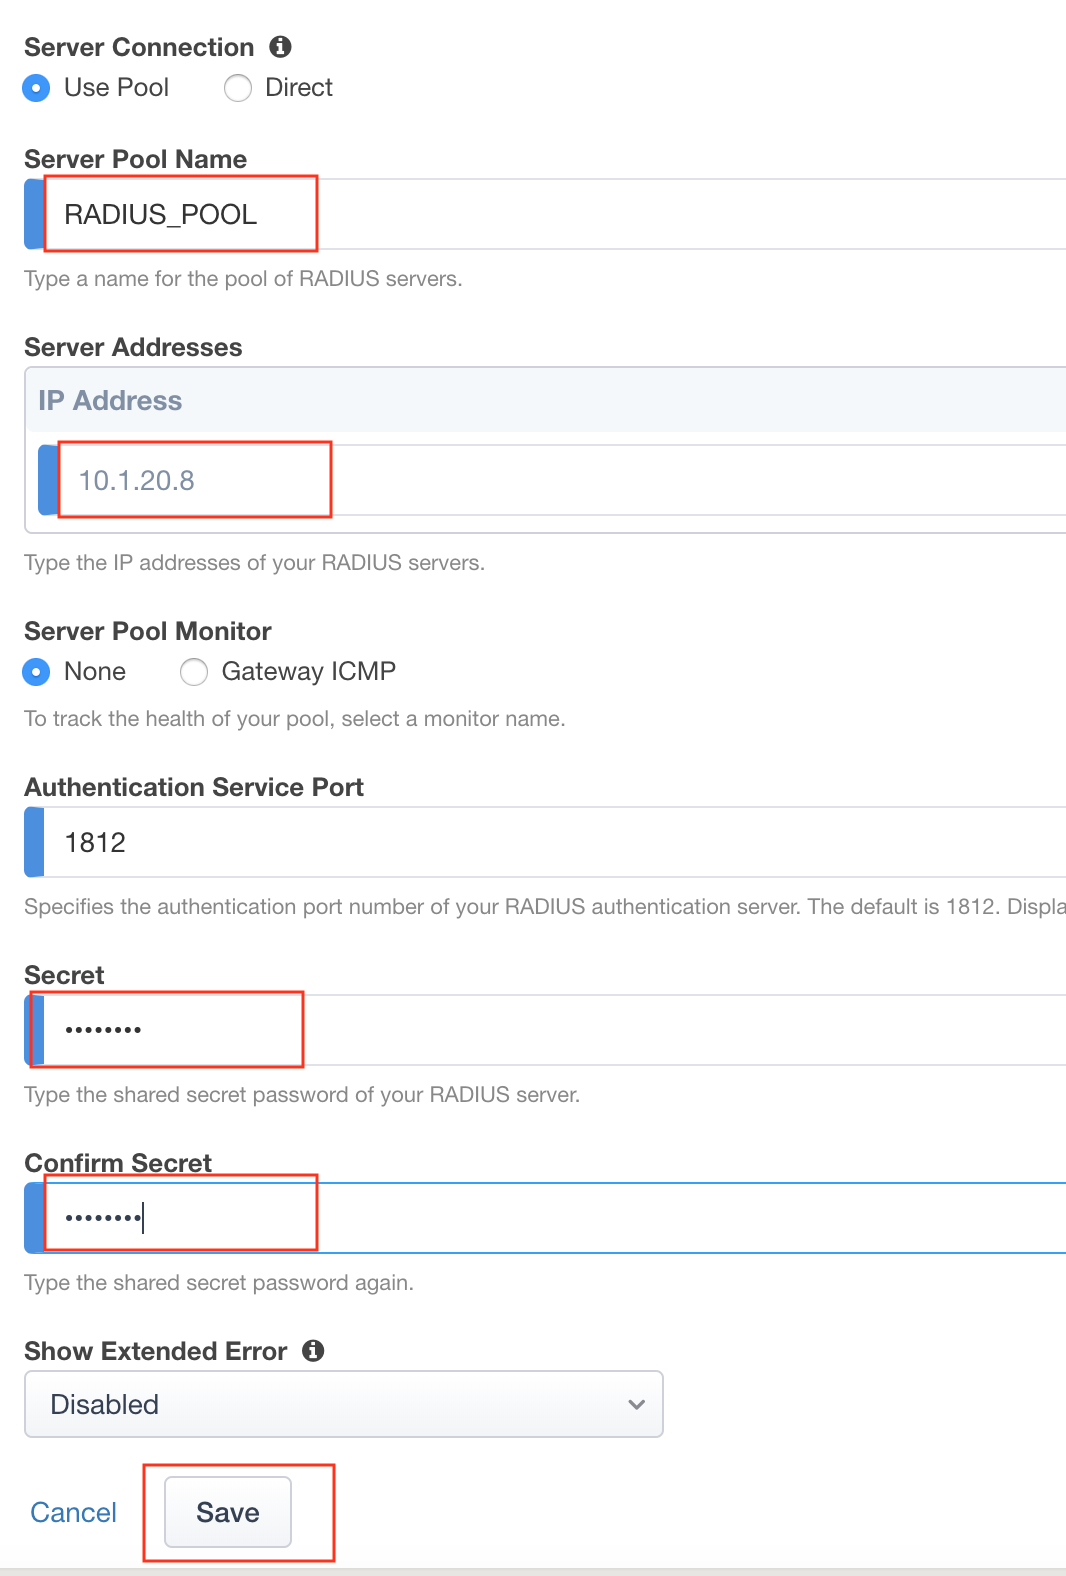 Server Connection
Use Pool Direct
Server Pool Name
RADIUS_POOL
Type a name for the pool of RADIUS servers.
Server Addresses
IP Address
10.1.20.8
Type the IP addresses of your RADIUS servers.
Server Pool Monitor
None Gateway ICMP
To track the health of your pool, select a monitor name.
Authentication Service Port
1812
Specifies the authentication port number of your RADIUS authentication server. The default is 1812. Displa
Secret
••••••••
Type the shared secret password of your RADIUS server.
Confirm Secret
••••••••
Type the shared secret password again.
Show Extended Error
Disabled
Cancel Save